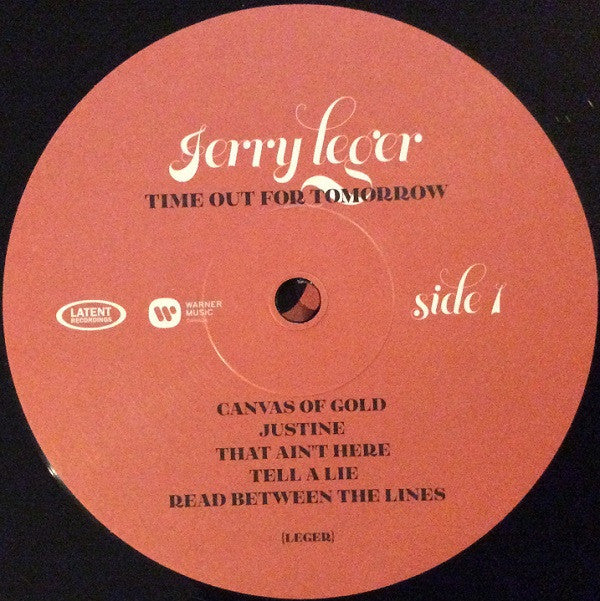 Jerry leger
TIME OUT FOR TOMORROW
LATENT
RECORDINGS
WARNER
MUSIC
CANADA
side 1
CANVAS OF GOLD
JUSTINE
THAT AIN'T HERE
TELL A LIE
READ BETWEEN THE LINES
(LEGER)